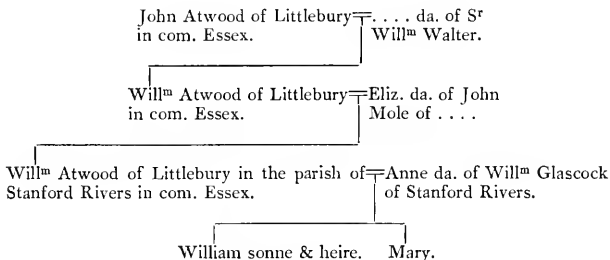 John Atwood of Littlebury . . . . da. of Sʳ
in com. Essex. Willᵐ Walter.
Willᵐ Atwood of Littlebury Eliz. da. of John
in com. Essex. Mole of . . . .
Willᵐ Atwood of Littlebury in the parish of Anne da. of Willᵐ Glascock
Stanford Rivers in com. Essex. of Stanford Rivers.
William sonne & heire. Mary.